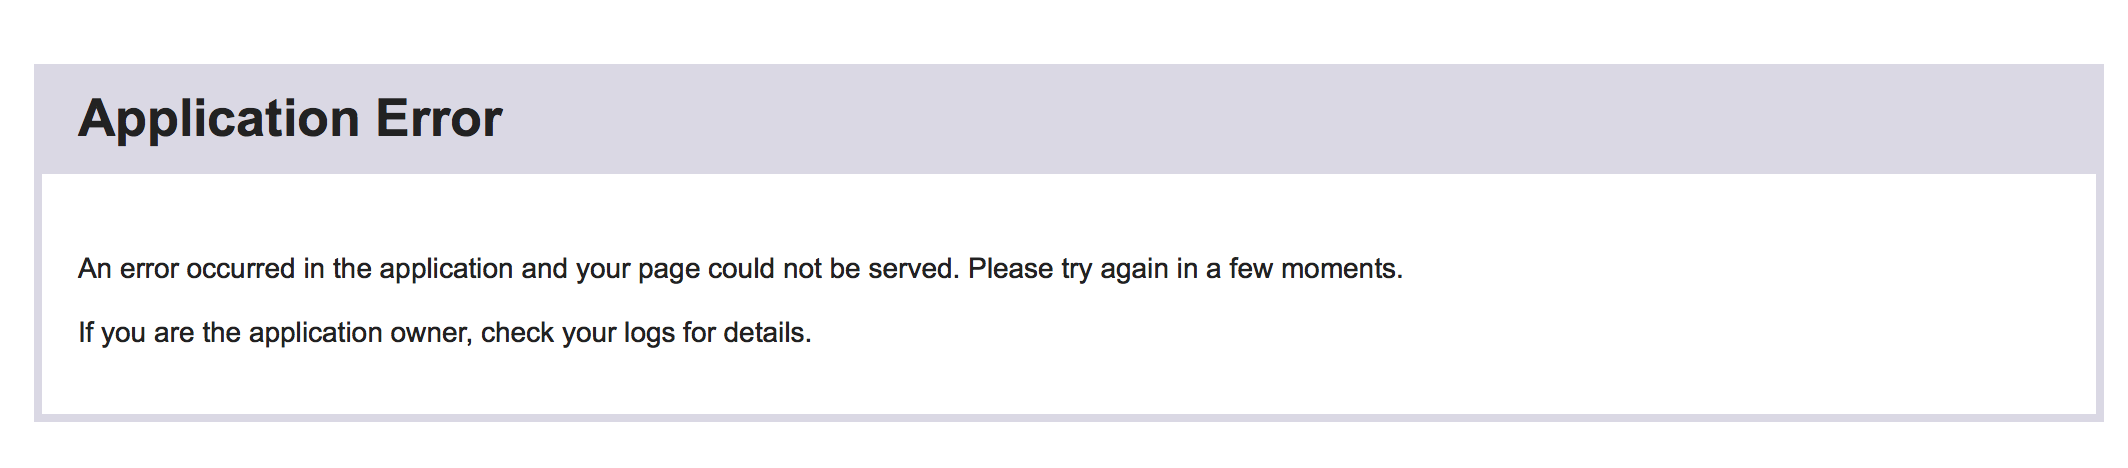 Application Error
An error occurred in the application and your page could not be served. Please try again in a few moments.
If you are the application owner, check your logs for details.